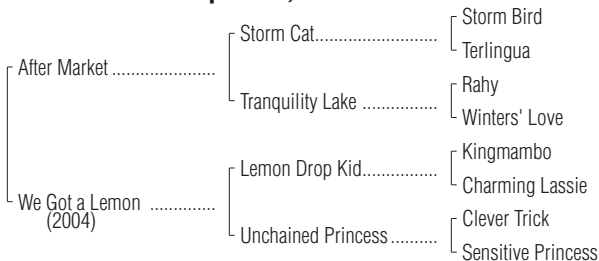 Storm Bird
Storm Cat................................
Terlingua
After Market ........................
Rahy
Tranquility Lake ...................
Winters' Love
Kingmambo
Lemon Drop Kid...................
Charming Lassie
We Got a Lemon ...............
(2004)
Clever Trick
Unchained Princess...........
Sensitive Princess